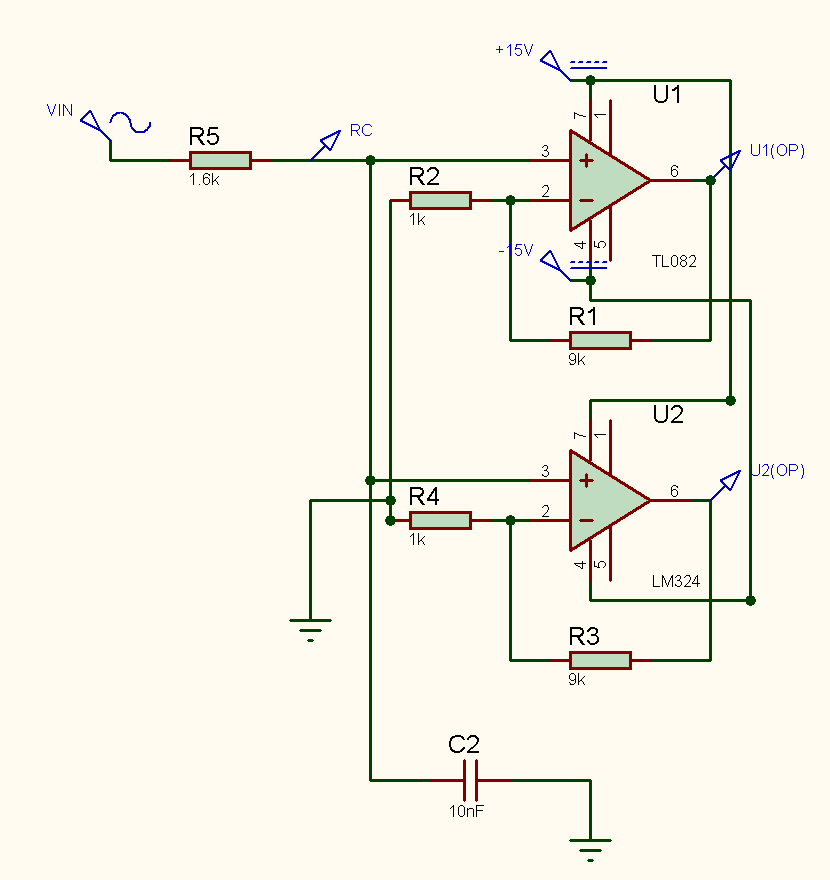 +15V
U1
VIN
7
1
R5
RC
3
U1(OP)
1.6k
R2
6
2
1k
4
5
-15V
TL082
R1
9k
U2
7
1
3
U2(OP)
R4
6
2
1k
4
5
LM324
R3
9k
C2
10nF